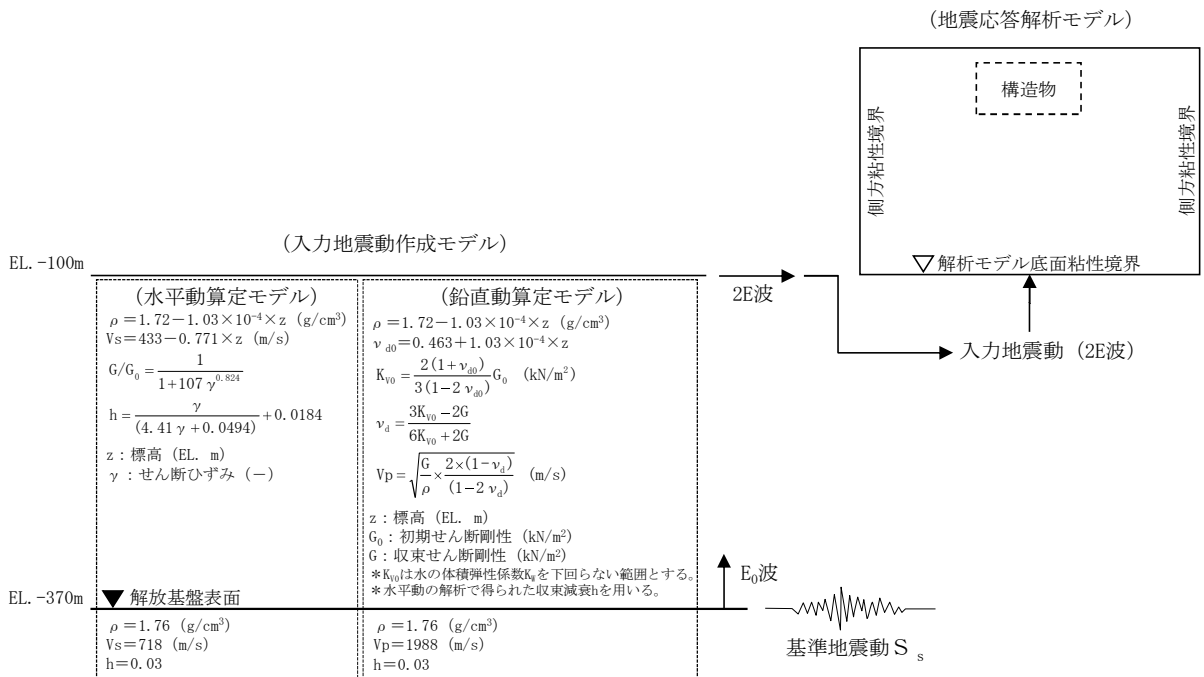 (地震応答解析モデル)
構造物
側方粘性境界
側方粘性境界
▽解析モデル底面粘性境界
(入力地震動作成モデル)
EL. -100m
2E波
入力地震動（2E波）
(水平動算定モデル)
ρ＝1.72－1.03×10⁻⁴×z (g/cm³)
Vs＝433－0.771×z (m/s)
G/G₀ = 1/(1+107γ^0.824)
h = γ/(4.41γ+0.0494) + 0.0184
z：標高（EL. m）
γ：せん断ひずみ（－）
(鉛直動算定モデル)
ρ＝1.72－1.03×10⁻⁴×z (g/cm³)
ν_d0＝0.463＋1.03×10⁻⁴×z
K_V0 = 2(1+ν_d0)/3(1-2ν_d0) G₀ (kN/m²)
ν_d = (3K_V0-2G)/(6K_V0+2G)
Vp = √(G/ρ × 2×(1-ν_d)/(1-2ν_d)) (m/s)
z：標高（EL. m）
G₀：初期せん断剛性 (kN/m²)
G：収束せん断剛性 (kN/m²)
＊K_V0は水の体積弾性係数K_Wを下回らない範囲とする。
＊水平動の解析で得られた収束減衰hを用いる。
E₀波
EL. -370m
▼ 解放基盤表面
ρ＝1.76 (g/cm³)
Vs＝718 (m/s)
h＝0.03
ρ＝1.76 (g/cm³)
Vp＝1988 (m/s)
h＝0.03
基準地震動Ｓs